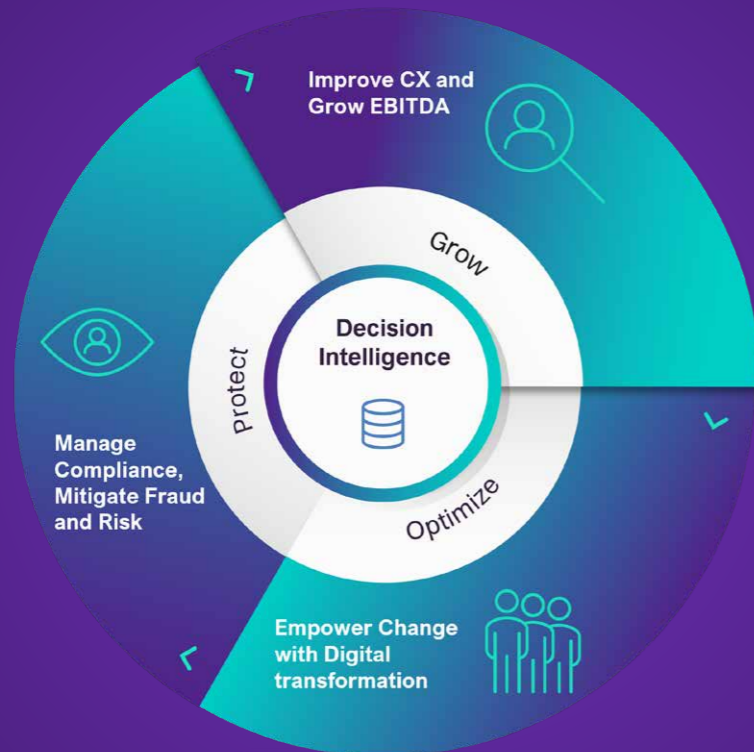 Improve CX and
Grow EBITDA
Grow
Decision
Intelligence
Protect
Manage
Compliance,
Mitigate Fraud
and Risk
Optimize
Empower Change
with Digital
transformation